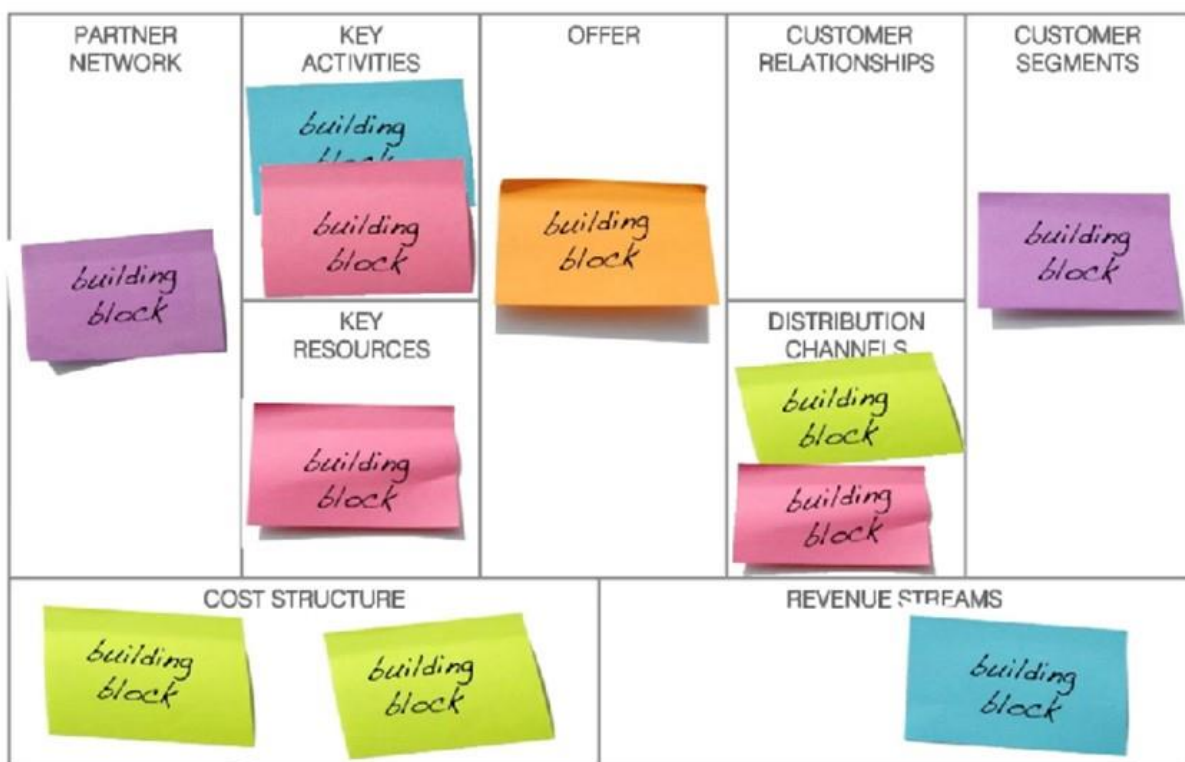 PARTNER
NETWORK
building
block
KEY
ACTIVITIES
building
block
building
block
KEY
RESOURCES
building
block
OFFER
building
block
CUSTOMER
RELATIONSHIPS
DISTRIBUTION
CHANNELS
building
block
building
block
CUSTOMER
SEGMENTS
building
block
COST STRUCTURE
building
block
building
block
REVENUE STREAMS
building
block